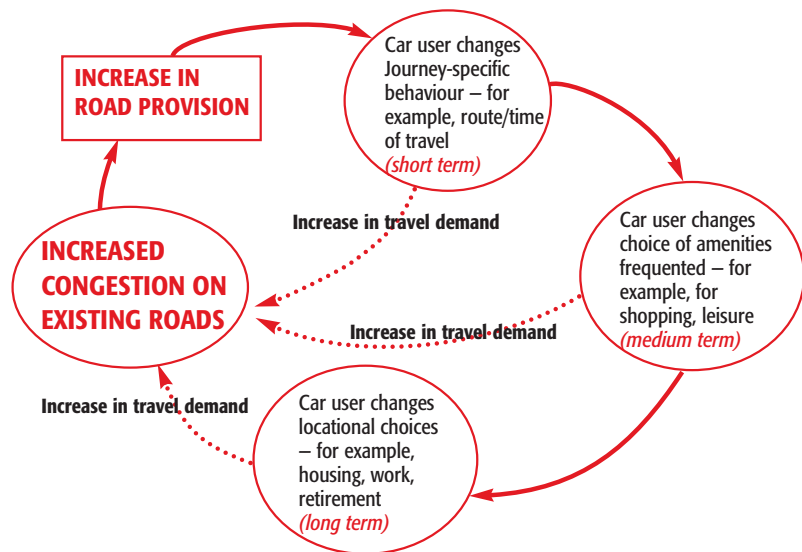 INCREASE IN
ROAD PROVISION
Car user changes
Journey-specific
behaviour – for
example, route/time
of travel
(short term)
Increase in travel demand
Car user changes
choice of amenities
frequented – for
example, for
shopping, leisure
(medium term)
INCREASED
CONGESTION ON
EXISTING ROADS
Increase in travel demand
Increase in travel demand
Car user changes
locational choices
– for example,
housing, work,
retirement
(long term)